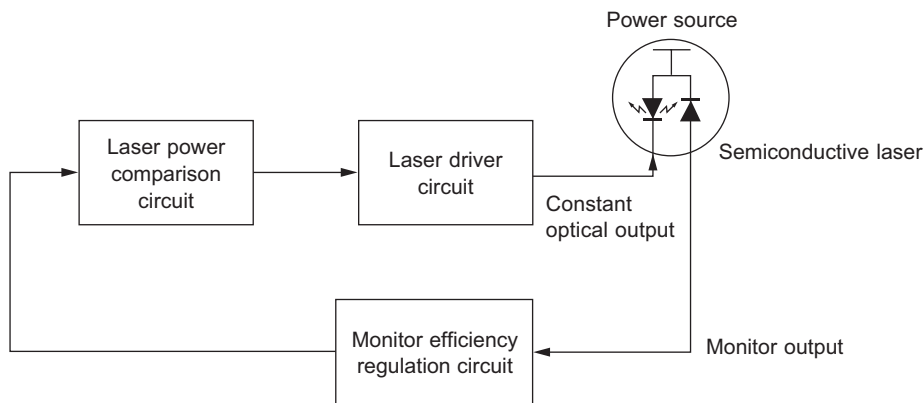 Power source
Laser power
comparison
circuit
Laser driver
circuit
Semiconductive laser
Constant
optical output
Monitor efficiency
regulation circuit
Monitor output